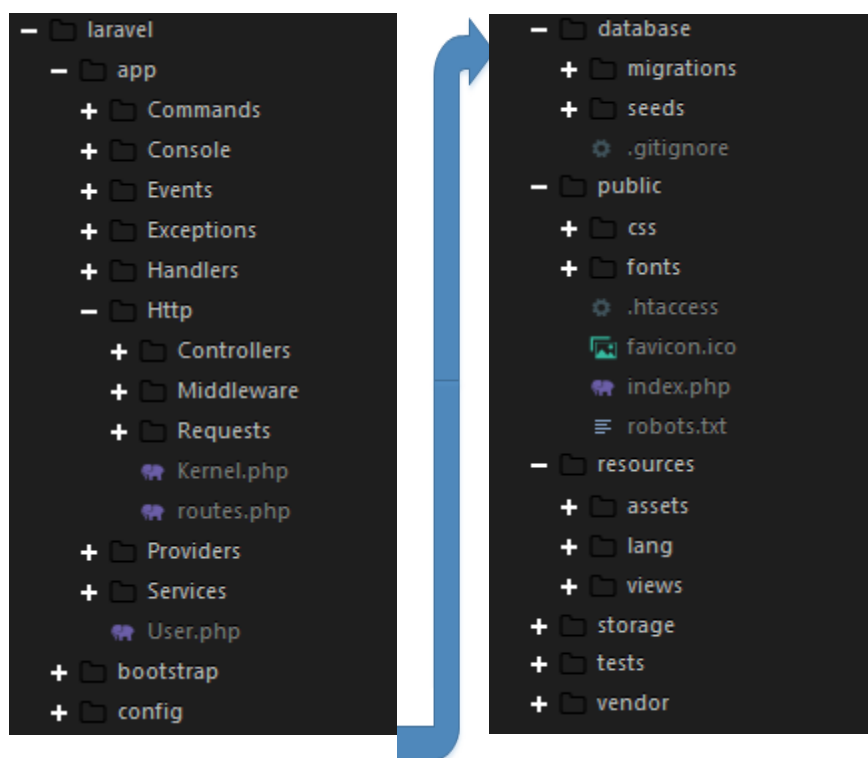 laravel
app
Commands
Console
Events
Exceptions
Handlers
Http
Controllers
Middleware
Requests
Kernel.php
routes.php
Providers
Services
User.php
bootstrap
config
database
migrations
seeds
.gitignore
public
css
fonts
.htaccess
favicon.ico
index.php
robots.txt
resources
assets
lang
views
storage
tests
vendor